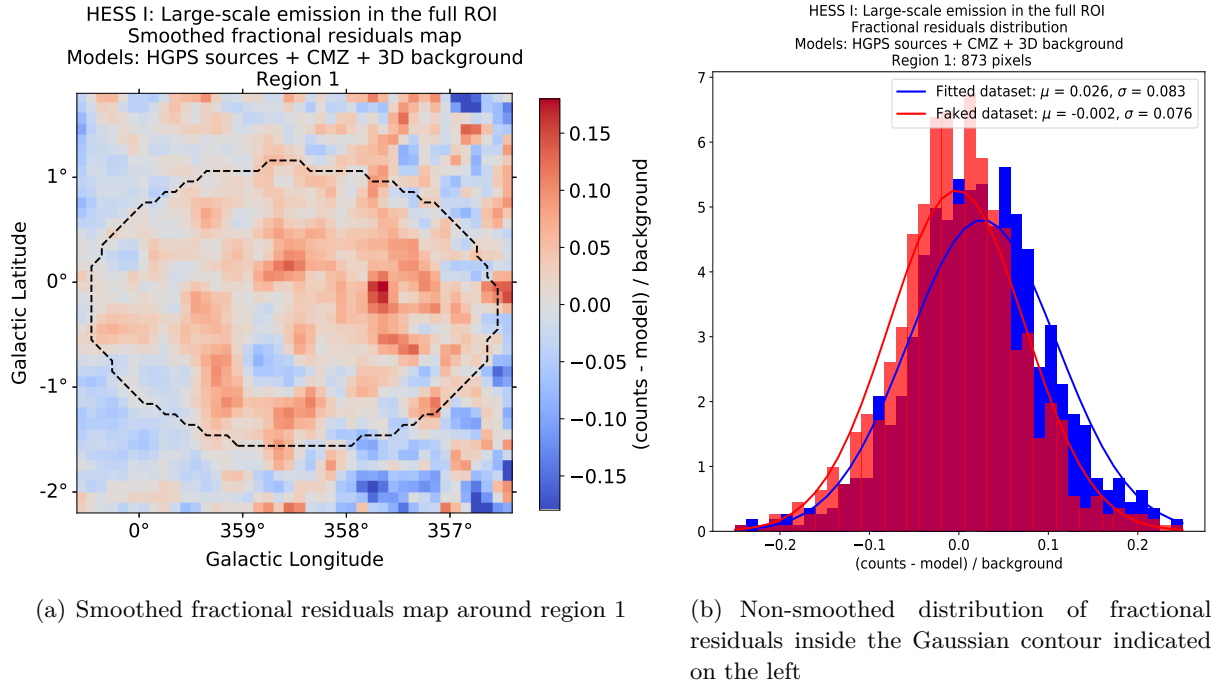 HESS I: Large-scale emission in the full ROI
Smoothed fractional residuals map
Models: HGPS sources + CMZ + 3D background
Region 1
1°
0°
-1°
-2°
0°
359°
358°
357°
Galactic Latitude
Galactic Longitude
0.15
0.10
0.05
0.00
−0.05
−0.10
−0.15
(counts - model) / background
(a) Smoothed fractional residuals map around region 1
HESS I: Large-scale emission in the full ROI
Fractional residuals distribution
Models: HGPS sources + CMZ + 3D background
Region 1: 873 pixels
Fitted dataset: μ = 0.026, σ = 0.083
Faked dataset: μ = -0.002, σ = 0.076
7
6
5
4
3
2
1
0
−0.2
−0.1
0.0
0.1
0.2
(counts - model) / background
(b) Non-smoothed distribution of fractional
residuals inside the Gaussian contour indicated
on the left